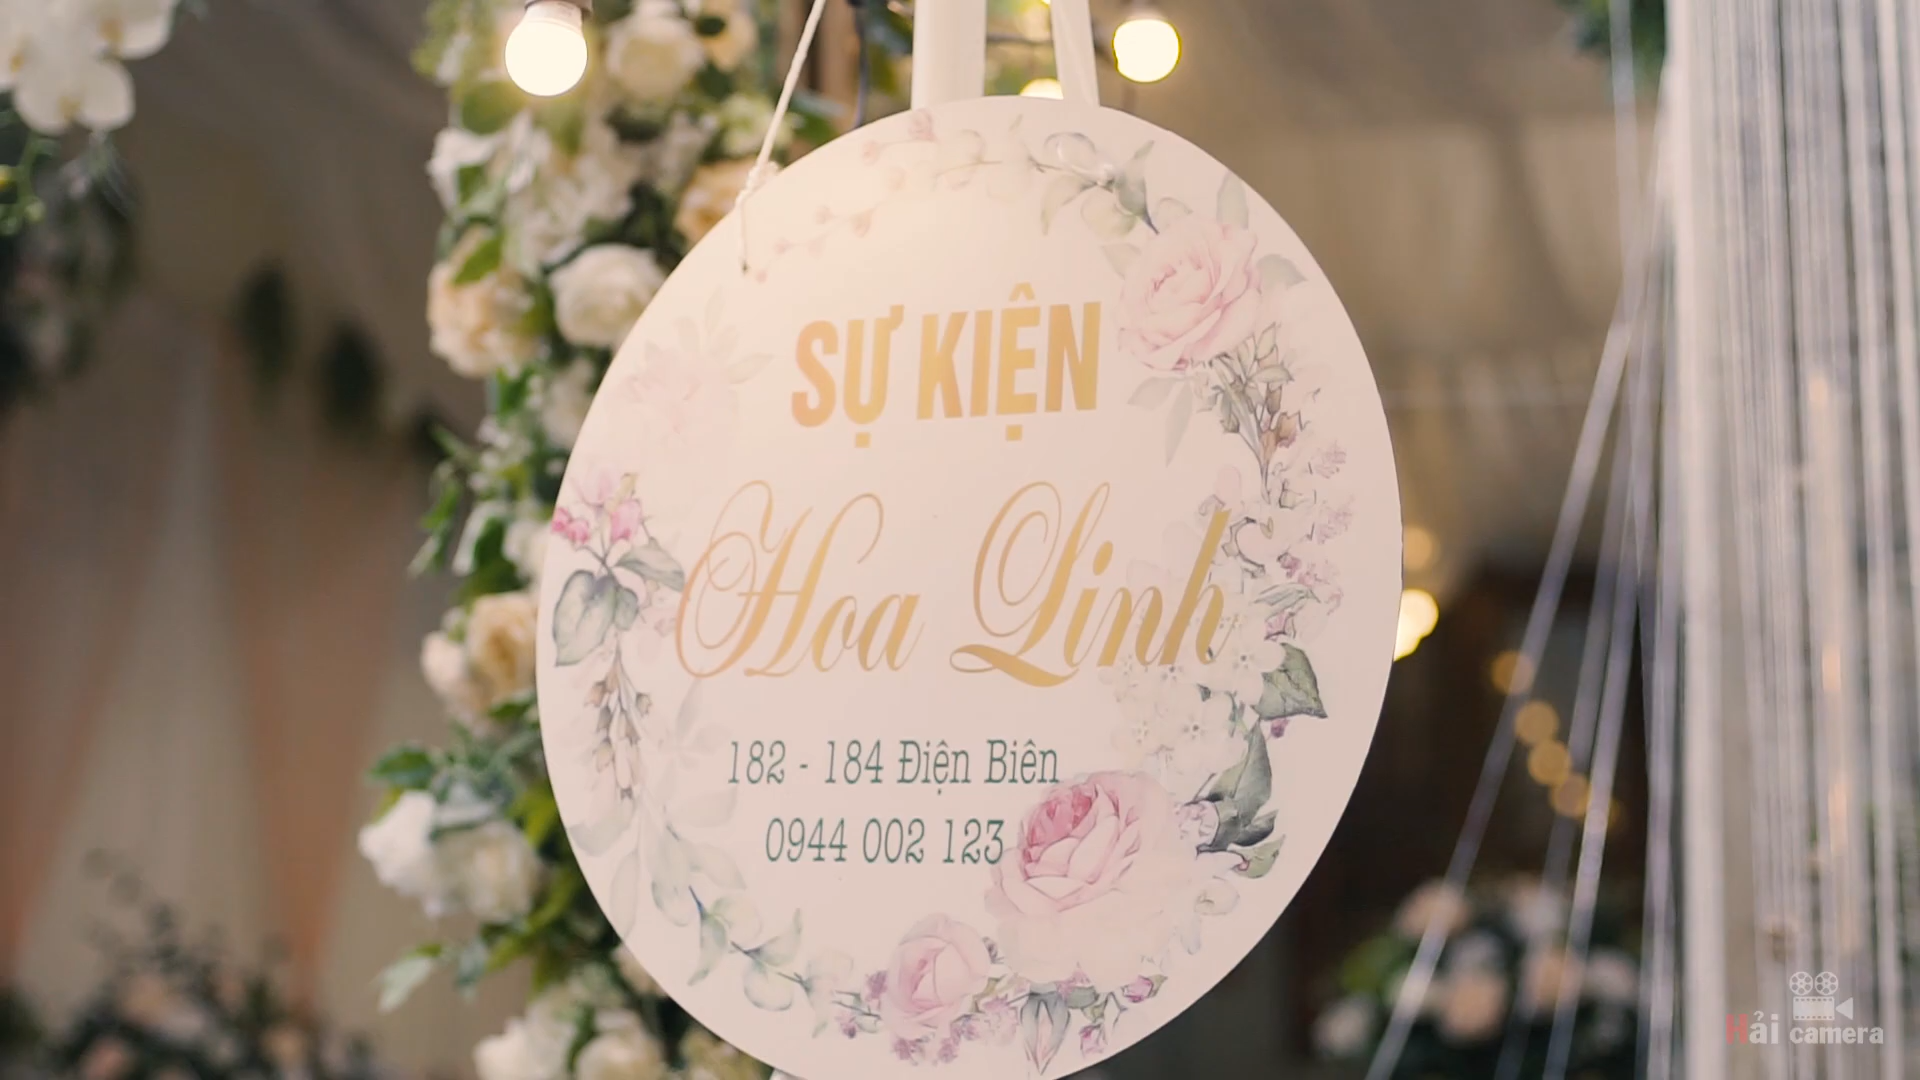 SỰ KIỆN
Hoa Linh
182 - 184 Điện Biên
0944 002 123
Hải camera